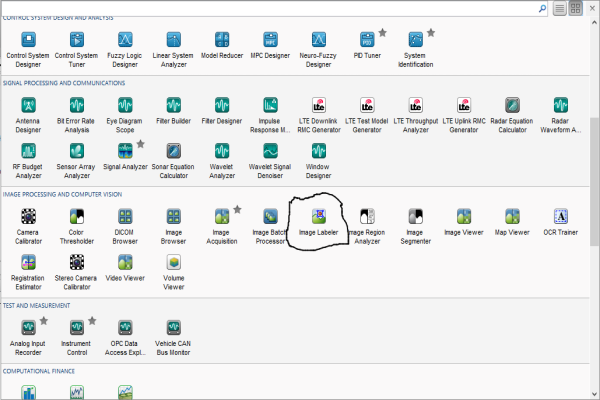 CONTROL SYSTEM DESIGN AND ANALYSIS
Control System Designer
Control System Tuner
Fuzzy Logic Designer
Linear System Analyzer
Model Reducer
MPC Designer
Neuro-Fuzzy Designer
PID Tuner
System Identification
SIGNAL PROCESSING AND COMMUNICATIONS
Antenna Designer
Bit Error Rate Analysis
Eye Diagram Scope
Filter Builder
Filter Designer
Impulse Response M...
LTE Downlink RMC Generator
LTE Test Model Generator
LTE Throughput Analyzer
LTE Uplink RMC Generator
Radar Equation Calculator
Radar Waveform A...
RF Budget Analyzer
Sensor Array Analyzer
Signal Analyzer
Sonar Equation Calculator
Wavelet Analyzer
Wavelet Signal Denoiser
Window Designer
IMAGE PROCESSING AND COMPUTER VISION
Camera Calibrator
Color Thresholder
DICOM Browser
Image Browser
Image Acquisition
Image Batch Processor
Image Labeler
Image Region Analyzer
Image Segmenter
Image Viewer
Map Viewer
OCR Trainer
Registration Estimator
Stereo Camera Calibrator
Video Viewer
Volume Viewer
TEST AND MEASUREMENT
Analog Input Recorder
Instrument Control
OPC Data Access Expl...
Vehicle CAN Bus Monitor
COMPUTATIONAL FINANCE